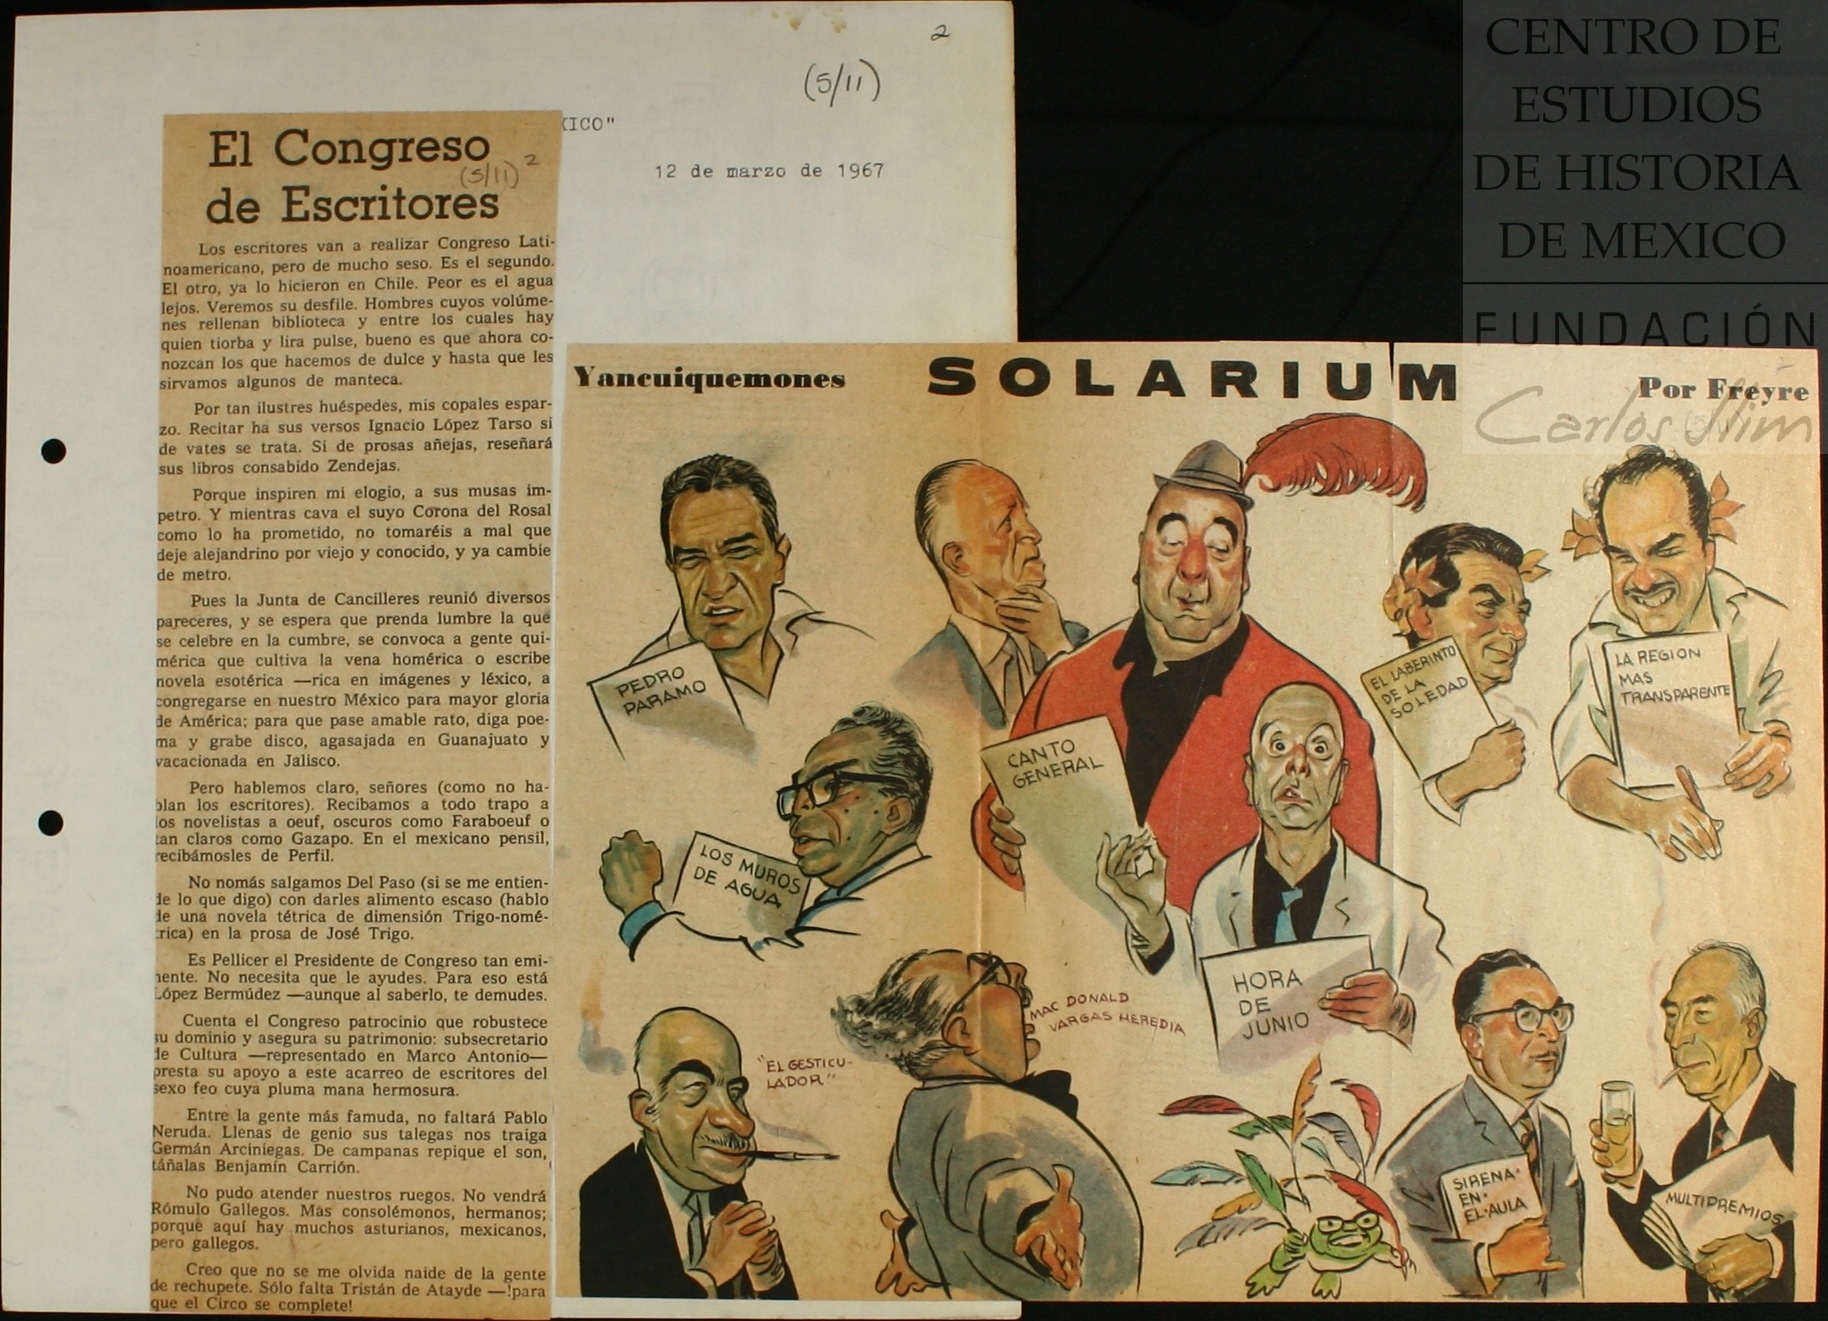 2
(5/11)
XICO"
12 de marzo de 1967
El Congreso
(5/11) 2
de Escritores
Los escritores van a realizar Congreso Lati-
noamericano, pero de mucho seso. Es el segundo.
El otro, ya lo hicieron en Chile. Peor es el agua
lejos. Veremos su desfile. Hombres cuyos volúme-
nes rellenan biblioteca y entre los cuales hay
quien tiorba y lira pulse, bueno es que ahora co-
nozcan los que hacemos de dulce y hasta que les
sirvamos algunos de manteca.
Por tan ilustres huéspedes, mis copales espar-
zo. Recitar ha sus versos Ignacio López Tarso si
de vates se trata. Si de prosas añejas, reseñará
sus libros consabido Zendejas.
Porque inspiren mi elogio, a sus musas im-
petro. Y mientras cava el suyo Corona del Rosal
como lo ha prometido, no tomaréis a mal que
deje alejandrino por viejo y conocido, y ya cambie
de metro.
Pues la Junta de Cancilleres reunió diversos
pareceres, y se espera que prenda lumbre la que
se celebre en la cumbre, se convoca a gente qui-
mérica que cultiva la vena homérica o escribe
novela esotérica —rica en imágenes y léxico, a
congregarse en nuestro México para mayor gloria
de América; para que pase amable rato, diga poe-
ma y grabe disco, agasajada en Guanajuato y
vacacionada en Jalisco.
Pero hablemos claro, señores (como no ha-
blan los escritores). Recibamos a todo trapo a
los novelistas a oeuf, oscuros como Faraboeuf o
tan claros como Gazapo. En el mexicano pensil,
recibámosles de Perfil.
No nomás salgamos Del Paso (si se me entien-
de lo que digo) con darles alimento escaso (hablo
de una novela tétrica de dimensión Trigo-nomé-
trica) en la prosa de José Trigo.
Es Pellicer el Presidente de Congreso tan emi-
nente. No necesita que le ayudes. Para eso está
López Bermúdez —aunque al saberlo, te demudes.
Cuenta el Congreso patrocinio que robustece
su dominio y asegura su patrimonio: subsecretario
de Cultura —representado en Marco Antonio—
presta su apoyo a este acarreo de escritores del
sexo feo cuya pluma mana hermosura.
Entre la gente más famuda, no faltará Pablo
Neruda. Llenas de genio sus talegas nos traiga
Germán Arciniegas. De campanas repique el son,
táñalas Benjamín Carrión.
No pudo atender nuestros ruegos. No vendrá
Rómulo Gallegos. Mas consolémonos, hermanos;
porque aquí hay muchos asturianos, mexicanos,
pero gallegos.
Creo que no se me olvida naide de la gente
de rechupete. Sólo falta Tristán de Atayde —!para
que el Circo se complete!
Yancuiquemones
SOLARIUM
Por Freyre
PEDRO
PARAMO
CANTO
GENERAL
EL LABERINTO
DE LA
SOLEDAD
LA REGION
MAS
TRANSPARENTE
LOS MUROS
DE AGUA
HORA
DE
JUNIO
MAC DONALD
VARGAS HEREDIA
"EL GESTICU-
LADOR"
SIRENA
EN
EL AULA
MULTIPREMIOS
CENTRO DE
ESTUDIOS
DE HISTORIA
DE MEXICO
FUNDACIÓN
Carlos Slim